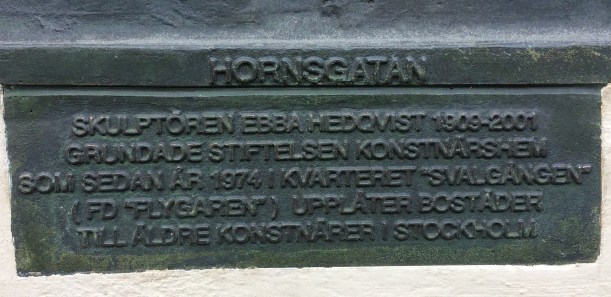 HORNSGATAN
SKULPTÖREN EBBA HEDQVIST 1909-2001
GRUNDADE STIFTELSEN KONSTNÄRSHEM
SOM SEDAN ÅR 1974 I KVARTERET "SVALGÅNGEN"
( FD "FLYGAREN" ) UPPLÅTER BOSTÄDER
TILL ÄLDRE KONSTNÄRER I STOCKHOLM